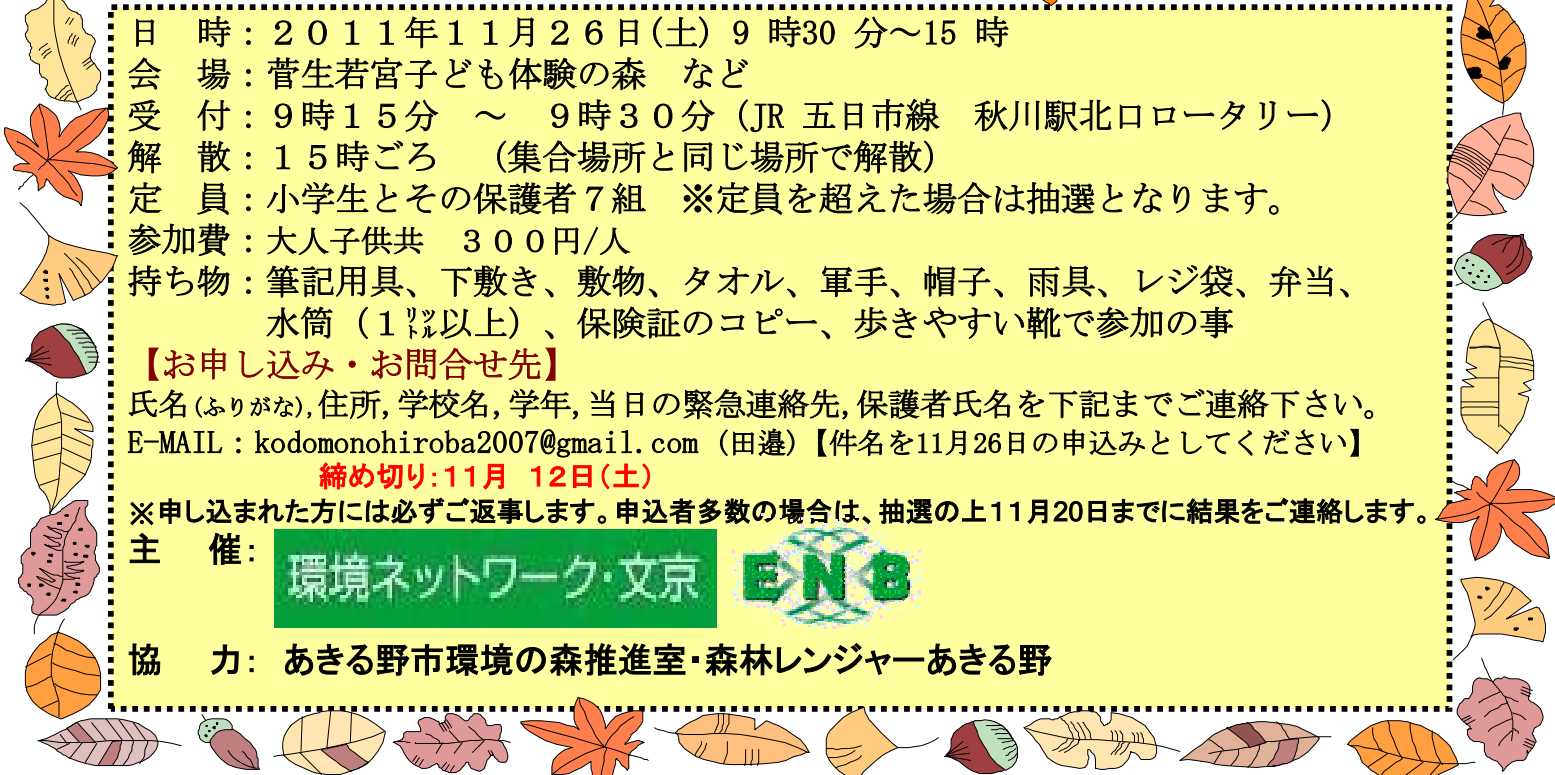 日　時：２０１１年１１月２６日(土) 9 時30 分～15 時
会　場：菅生若宮子ども体験の森　など
受　付：９時１５分　～　９時３０分（JR 五日市線　秋川駅北口ロータリー）
解　散：１５時ごろ　（集合場所と同じ場所で解散）
定　員：小学生とその保護者７組　※定員を超えた場合は抽選となります。
参加費：大人子供共　３００円/人
持ち物：筆記用具、下敷き、敷物、タオル、軍手、帽子、雨具、レジ袋、弁当、
水筒（１㍑以上）、保険証のコピー、歩きやすい靴で参加の事
【お申し込み・お問合せ先】
氏名(ふりがな),住所,学校名,学年,当日の緊急連絡先,保護者氏名を下記までご連絡下さい。
E-MAIL：kodomonohiroba2007@gmail.com（田邉）【件名を11月26日の申込みとしてください】
締め切り：１１月　１２日（土）
※申し込まれた方には必ずご返事します。申込者多数の場合は、抽選の上１１月20日までに結果をご連絡します。
主　催：
環境ネットワーク・文京 ENB
協　力：　あきる野市環境の森推進室・森林レンジャーあきる野